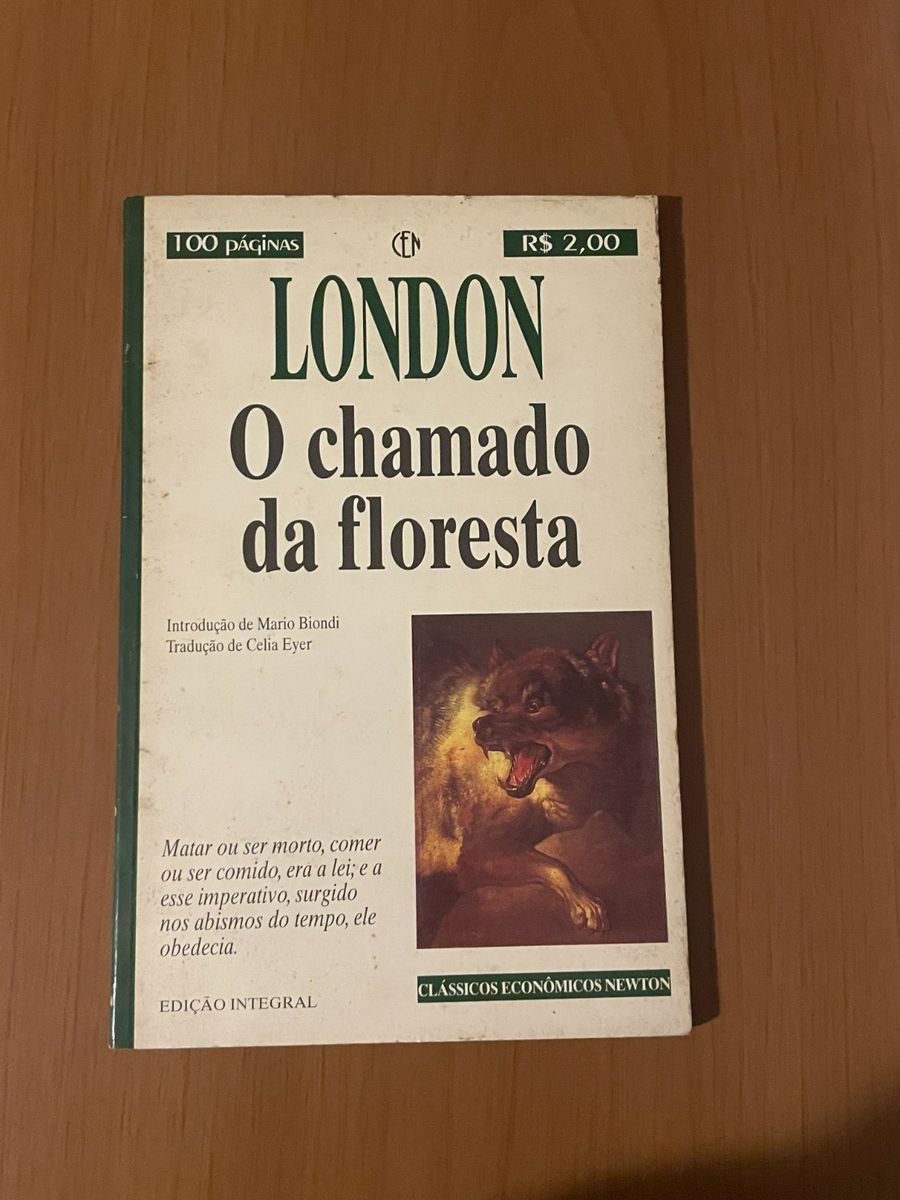 100 PÁGINAS
CEN
R$ 2,00
LONDON
O chamado
da floresta
Introdução de Mario Biondi
Tradução de Celia Eyer
Matar ou ser morto, comer
ou ser comido, era a lei; e a
esse imperativo, surgido
nos abismos do tempo, ele
obedecia.
EDIÇÃO INTEGRAL
CLÁSSICOS ECONÔMICOS NEWTON